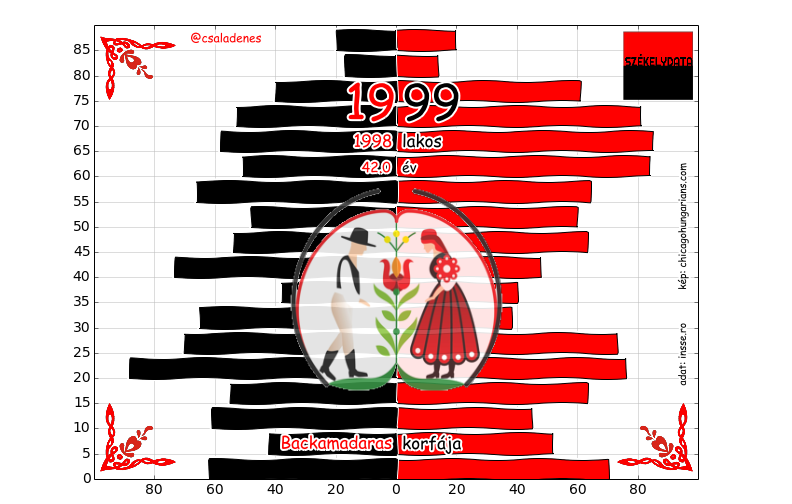 @csaladenes
SZÉKELYDATA
1999
1998 lakos
42,0 év
kép: chicagohungarians.com
adat: insse.ro
Backamadaras korfája
85
80
75
70
65
60
55
50
45
40
35
30
25
20
15
10
5
0
80 60 40 20 0 20 40 60 80